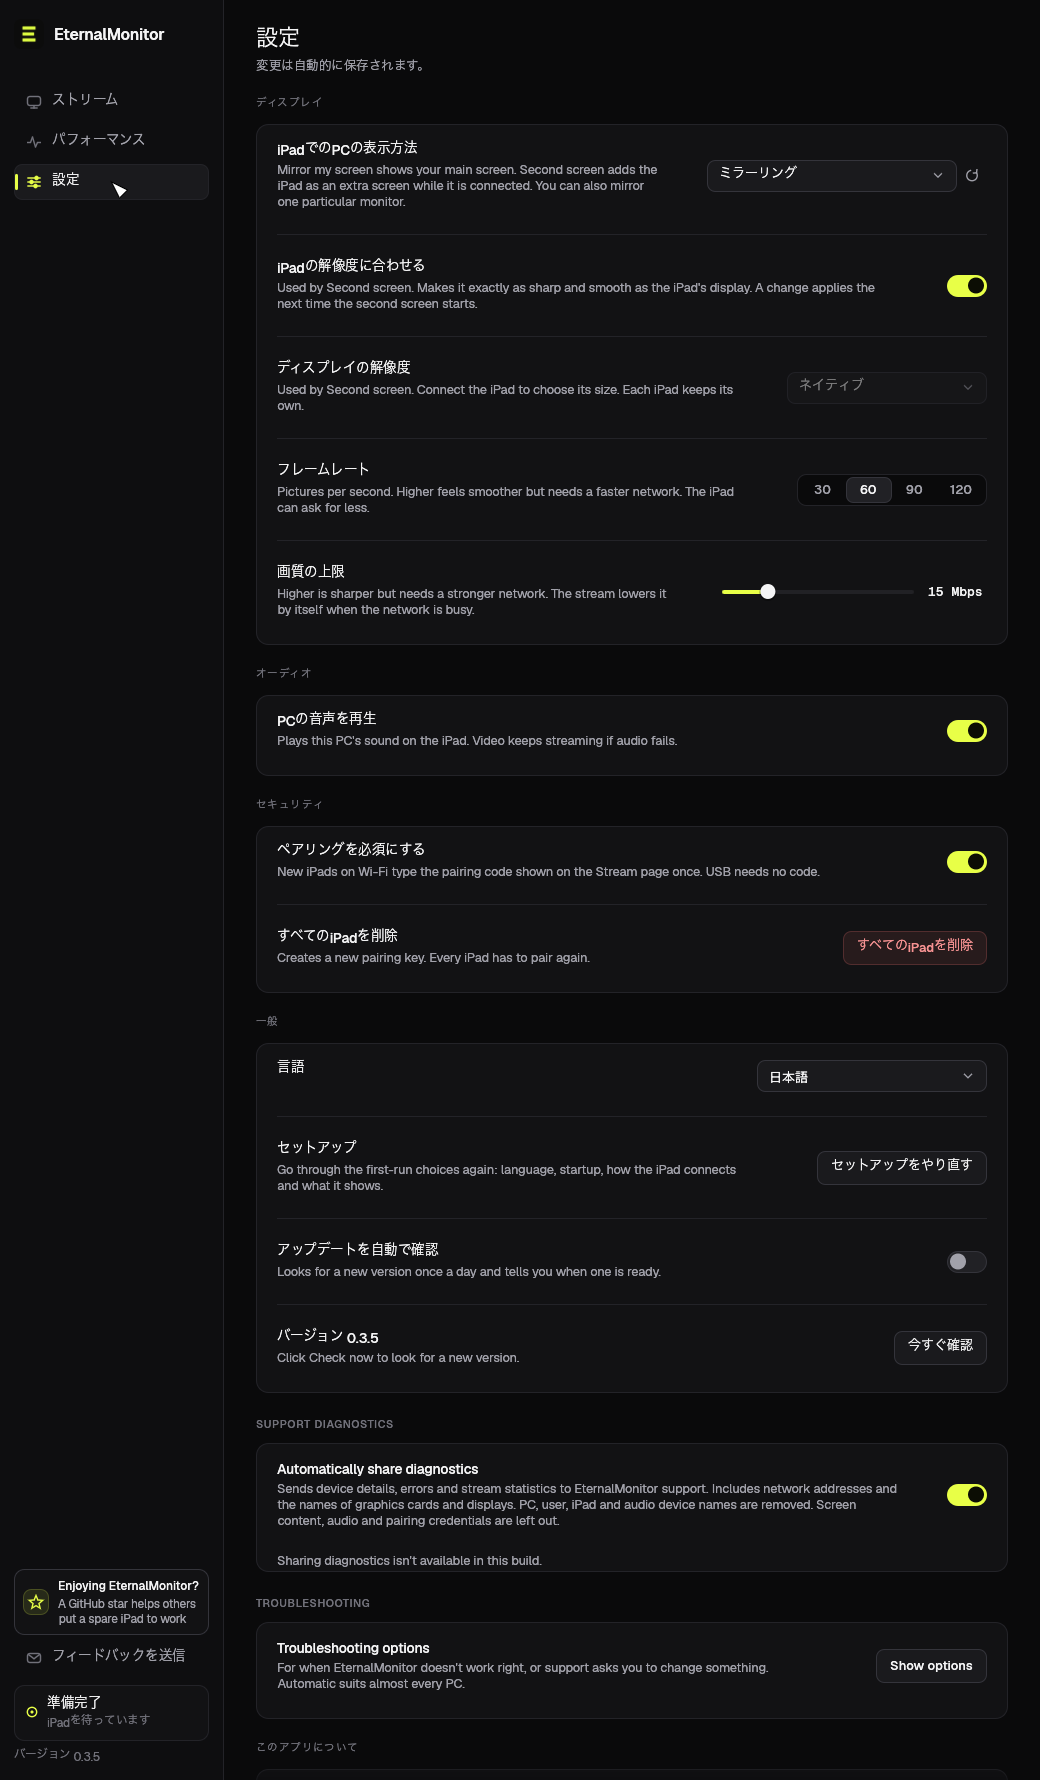 EternalMonitor
ストリーム
パフォーマンス
設定
設定
変更は自動的に保存されます。
ディスプレイ
iPadでのPCの表示方法
Mirror my screen shows your main screen. Second screen adds the
iPad as an extra screen while it is connected. You can also mirror
one particular monitor.
ミラーリング
iPadの解像度に合わせる
Used by Second screen. Makes it exactly as sharp and smooth as the iPad's display. A change applies the
next time the second screen starts.
ディスプレイの解像度
Used by Second screen. Connect the iPad to choose its size. Each iPad keeps its
own.
ネイティブ
フレームレート
Pictures per second. Higher feels smoother but needs a faster network. The iPad
can ask for less.
30 60 90 120
画質の上限
Higher is sharper but needs a stronger network. The stream lowers it
by itself when the network is busy.
15 Mbps
オーディオ
PCの音声を再生
Plays this PC's sound on the iPad. Video keeps streaming if audio fails.
セキュリティ
ペアリングを必須にする
New iPads on Wi-Fi type the pairing code shown on the Stream page once. USB needs no code.
すべてのiPadを削除
Creates a new pairing key. Every iPad has to pair again.
すべてのiPadを削除
一般
言語
日本語
セットアップ
Go through the first-run choices again: language, startup, how the iPad connects
and what it shows.
セットアップをやり直す
アップデートを自動で確認
Looks for a new version once a day and tells you when one is ready.
バージョン 0.3.5
Click Check now to look for a new version.
今すぐ確認
SUPPORT DIAGNOSTICS
Automatically share diagnostics
Sends device details, errors and stream statistics to EternalMonitor support. Includes network addresses and
the names of graphics cards and displays. PC, user, iPad and audio device names are removed. Screen
content, audio and pairing credentials are left out.
Sharing diagnostics isn't available in this build.
TROUBLESHOOTING
Troubleshooting options
For when EternalMonitor doesn't work right, or support asks you to change something.
Automatic suits almost every PC.
Show options
このアプリについて
Enjoying EternalMonitor?
A GitHub star helps others
put a spare iPad to work
フィードバックを送信
準備完了
iPadを待っています
バージョン 0.3.5